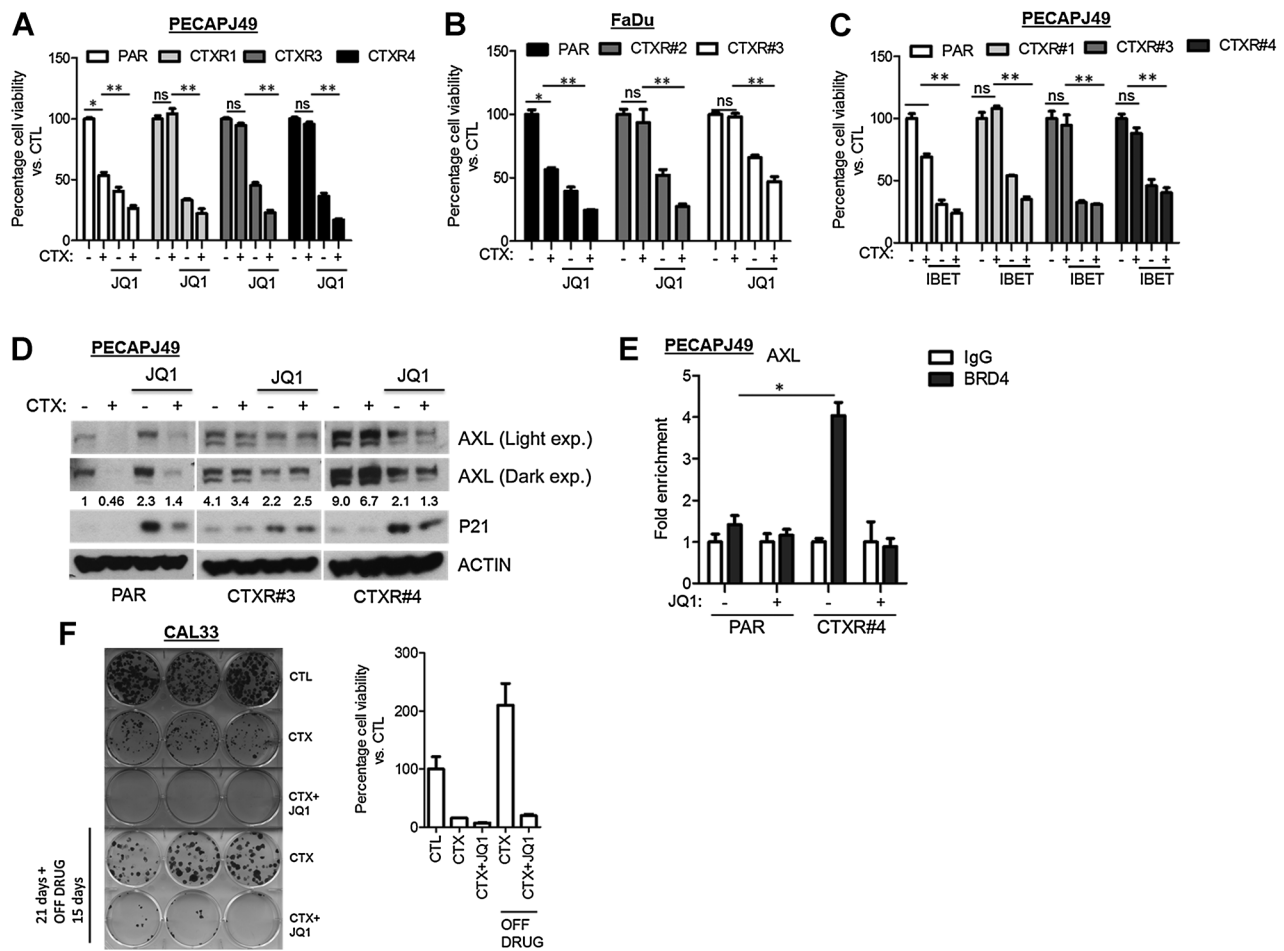 A
PECAPJ49
PAR CTXR1 CTXR3 CTXR4
Percentage cell viability
vs. CTL
150
100
50
0
* ** ns ** ns ** ns **
CTX: - + - + - + - + - + - + - + - +
JQ1 JQ1 JQ1 JQ1
B
FaDu
PAR CTXR#2 CTXR#3
Percentage cell viability
vs. CTL
150
100
50
0
* ** ns ** ns **
CTX: - + - + - + - + - + - +
JQ1 JQ1 JQ1
C
PECAPJ49
PAR CTXR#1 CTXR#3 CTXR#4
Percentage cell viability
vs. CTL
150
100
50
0
** ns ** ns ** ns **
CTX: - + - + - + - + - + - + - + - +
IBET IBET IBET IBET
D
PECAPJ49
JQ1 JQ1 JQ1
CTX: - + - + - + - + - + - +
AXL (Light exp.)
AXL (Dark exp.)
1 0.46 2.3 1.4 4.1 3.4 2.2 2.5 9.0 6.7 2.1 1.3
P21
ACTIN
PAR CTXR#3 CTXR#4
E
PECAPJ49 AXL
IgG
BRD4
Fold enrichment
5
4
3
2
1
0
*
JQ1: - + - +
PAR CTXR#4
F
CAL33
CTL
CTX
CTX+
JQ1
CTX
CTX+
JQ1
21 days +
OFF DRUG
15 days
Percentage cell viability
vs. CTL
300
200
100
0
CTL
CTX
CTX+JQ1
CTX
CTX+JQ1
OFF
DRUG